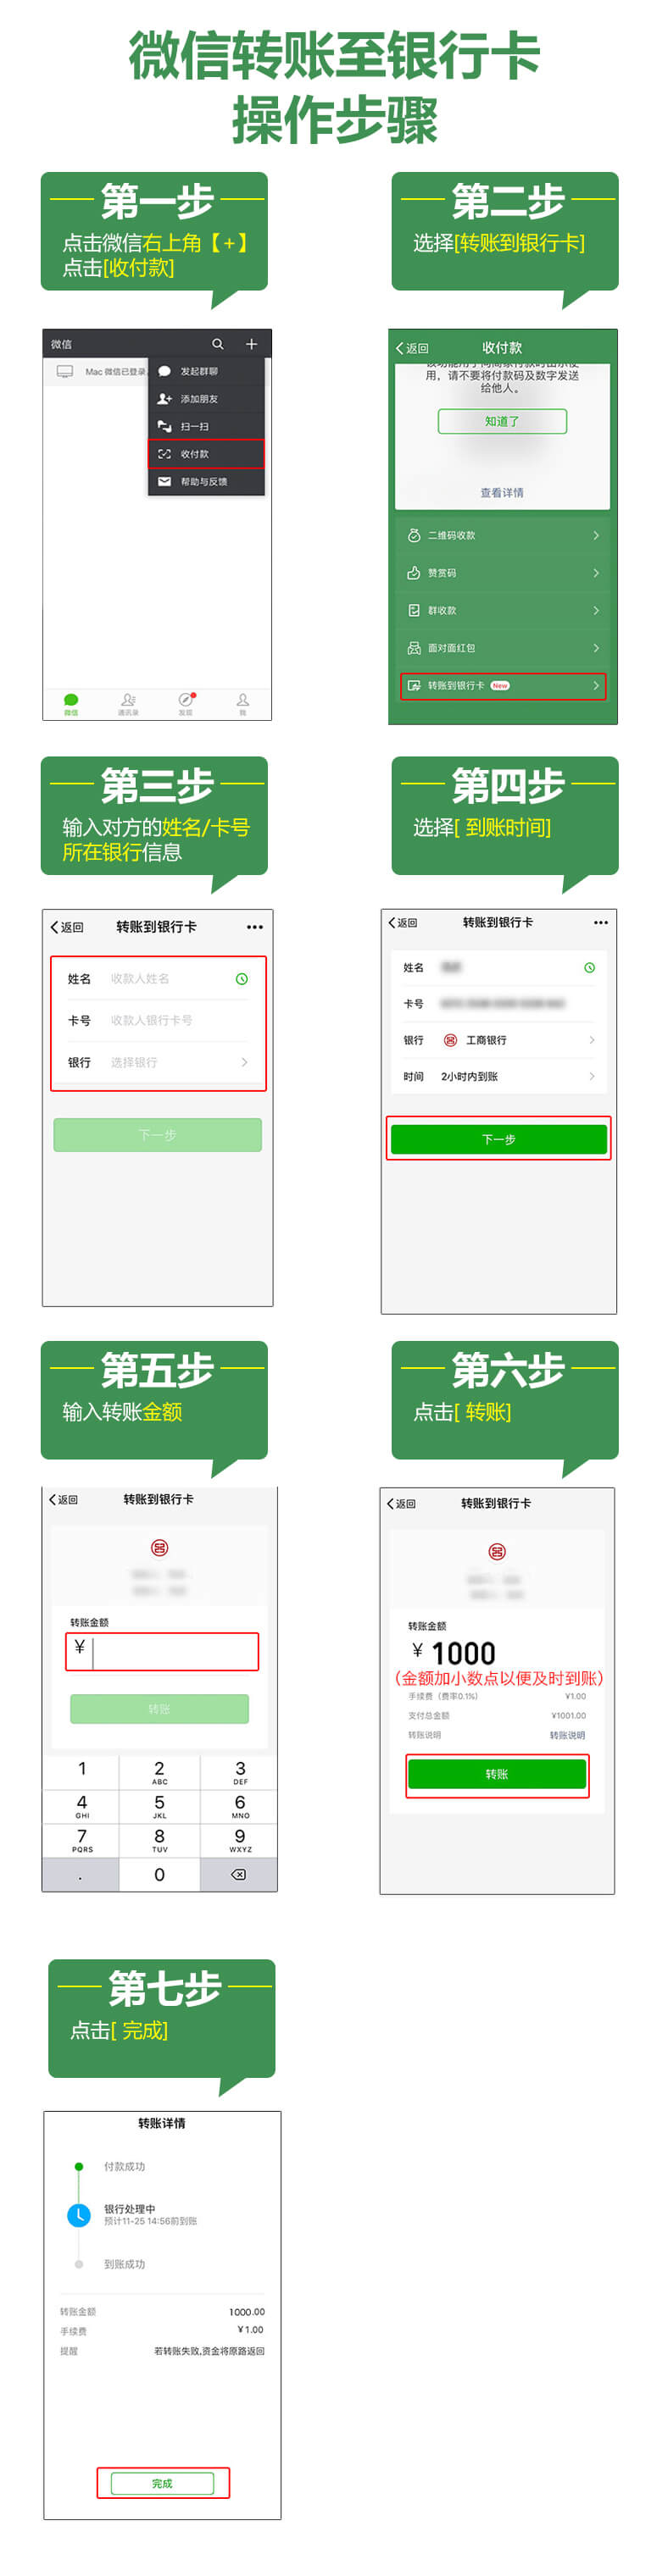 微信转账至银行卡
操作步骤
第一步
点击微信右上角【+】
点击[收付款]
第二步
选择[转账到银行卡]
微信
Mac 微信已登录
发起群聊
添加朋友
扫一扫
收付款
帮助与反馈
微信
通讯录
发现
我
返回
收付款
用，请不要将付款码及数字发送
给他人。
知道了
查看详情
二维码收款
赞赏码
群收款
面对面红包
转账到银行卡 New
第三步
输入对方的姓名/卡号
所在银行信息
第四步
选择[ 到账时间]
返回
转账到银行卡
姓名 收款人姓名
卡号 收款人银行卡号
银行 选择银行
下一步
返回
转账到银行卡
姓名
卡号
银行 工商银行
时间 2小时内到账
下一步
第五步
输入转账金额
第六步
点击[ 转账]
返回
转账到银行卡
转账金额
¥
转账
1
2 ABC
3 DEF
4 GHI
5 JKL
6 MNO
7 PQRS
8 TUV
9 WXYZ
.
0
返回
转账到银行卡
转账金额
¥ 1000
（金额加小数点以便及时到账）
手续费（费率0.1%） ¥1.00
支付总金额 ¥1001.00
转账说明 转账说明
转账
第七步
点击[ 完成]
转账详情
付款成功
银行处理中
预计11-25 14:56前到账
到账成功
转账金额 1000.00
手续费 ¥1.00
提醒 若转账失败,资金将原路返回
完成